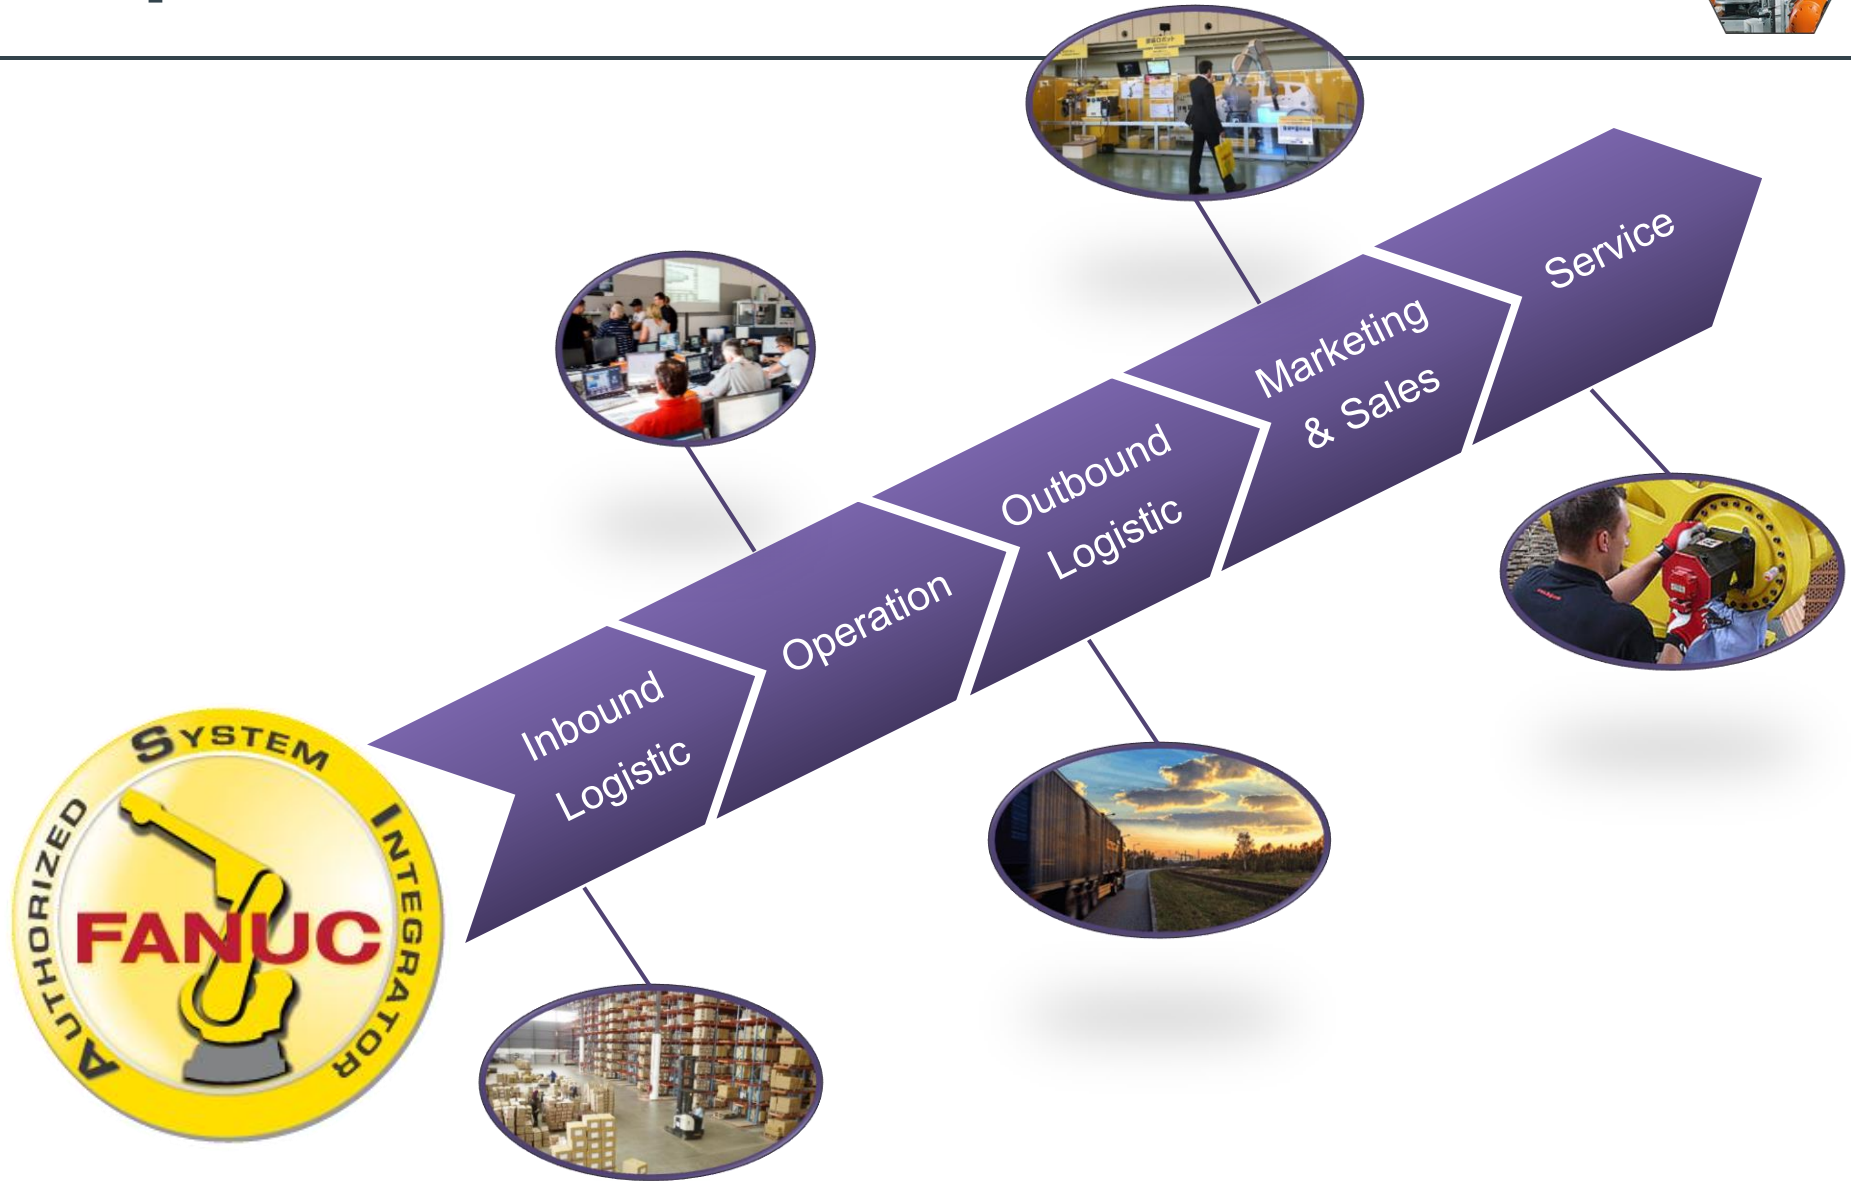 Service
Marketing
& Sales
Outbound
Logistic
Operation
Inbound
Logistic
AUTHORIZED SYSTEM INTEGRATOR
FANUC